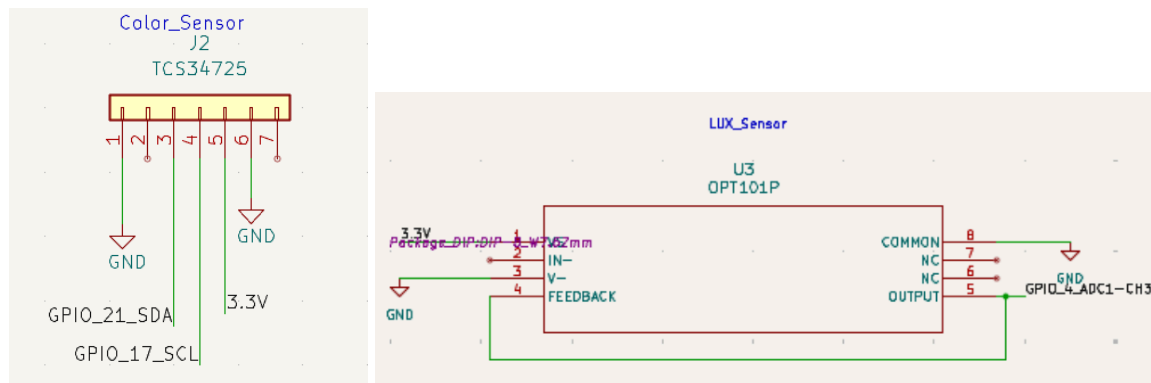 Color_Sensor
J2
TCS34725
1 2 3 4 5 6 7
GND
GND
3.3V
GPIO_21_SDA
GPIO_17_SCL
LUX_Sensor
U3
OPT101P
3.3V
1
2 IN-
3 V-
4 FEEDBACK
COMMON 8
NC 7
NC 6
OUTPUT 5
GND
GND
GPIO_4_ADC1-CH3